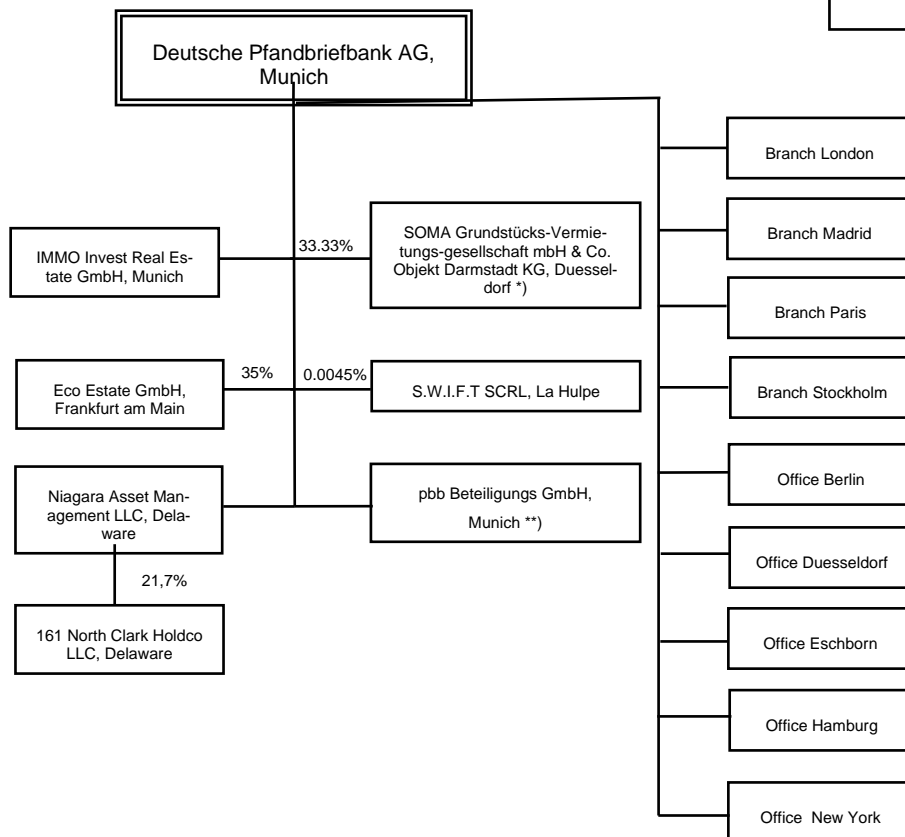 Deutsche Pfandbriefbank AG,
Munich
Branch London
Branch Madrid
IMMO Invest Real Es-
tate GmbH, Munich
33.33%
SOMA Grundstücks-Vermie-
tungs-gesellschaft mbH & Co.
Objekt Darmstadt KG, Duessel-
dorf *)
Branch Paris
Eco Estate GmbH,
Frankfurt am Main
35%
0.0045%
S.W.I.F.T SCRL, La Hulpe
Branch Stockholm
Niagara Asset Man-
agement LLC, Dela-
ware
pbb Beteiligungs GmbH,
Munich **)
Office Berlin
21,7%
Office Duesseldorf
161 North Clark Holdco
LLC, Delaware
Office Eschborn
Office Hamburg
Office New York